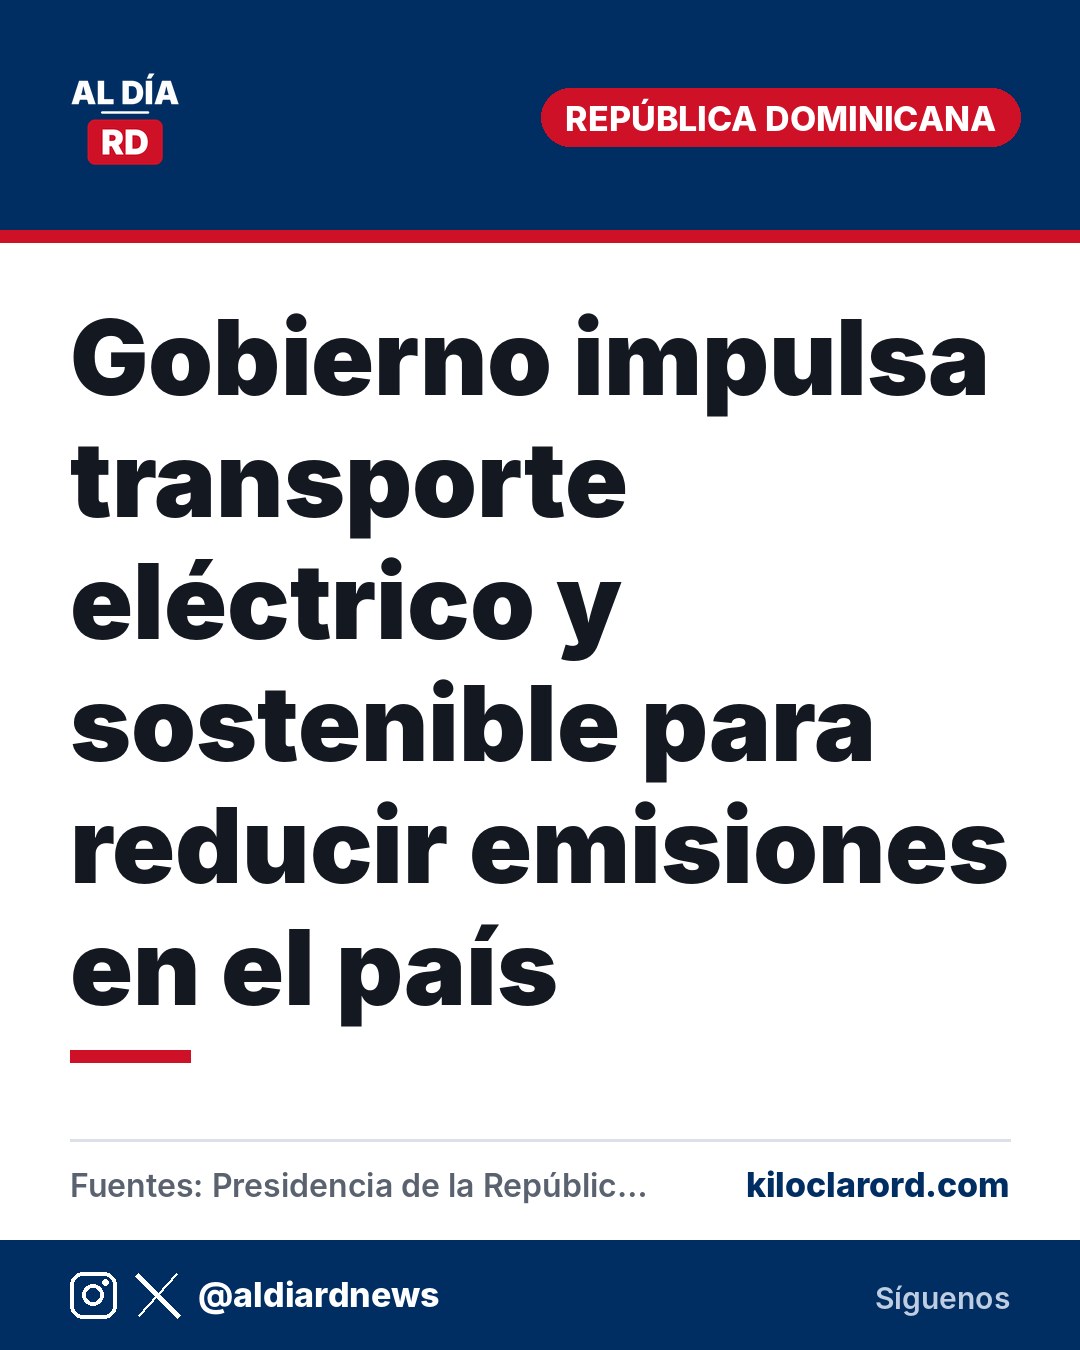 AL DÍA
RD
REPÚBLICA DOMINICANA
Gobierno impulsa
transporte
eléctrico y
sostenible para
reducir emisiones
en el país
Fuentes: Presidencia de la Repúblic...
kiloclarord.com
@aldiardnews
Síguenos